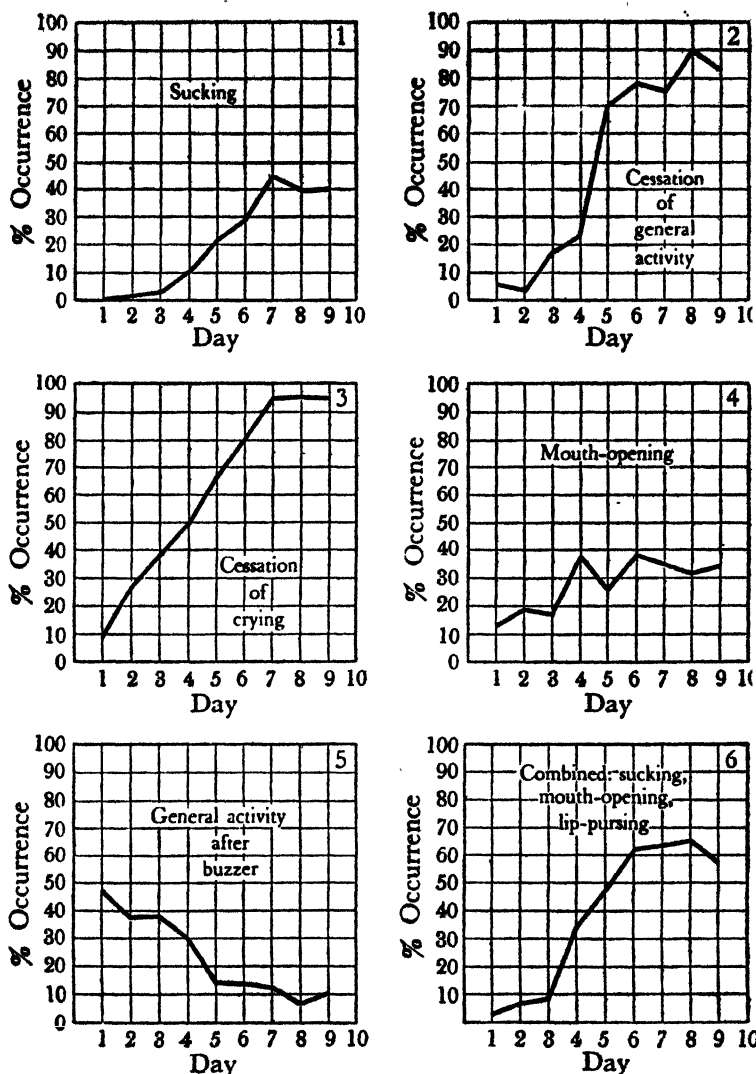 1
100
90
80
70
60
50
40
30
20
10
0
% Occurrence
Sucking
1 2 3 4 5 6 7 8 9 10
Day
2
100
90
80
70
60
50
40
30
20
10
0
% Occurrence
Cessation
of
general
activity
1 2 3 4 5 6 7 8 9 10
Day
3
100
90
80
70
60
50
40
30
20
10
0
% Occurrence
Cessation
of
crying
1 2 3 4 5 6 7 8 9 10
Day
4
100
90
80
70
60
50
40
30
20
10
0
% Occurrence
Mouth-opening
1 2 3 4 5 6 7 8 9 10
Day
5
100
90
80
70
60
50
40
30
20
10
0
% Occurrence
General activity
after
buzzer
1 2 3 4 5 6 7 8 9 10
Day
6
100
90
80
70
60
50
40
30
20
10
% Occurrence
Combined: sucking,
mouth-opening,
lip-pursing
1 2 3 4 5 6 7 8 9 10
Day